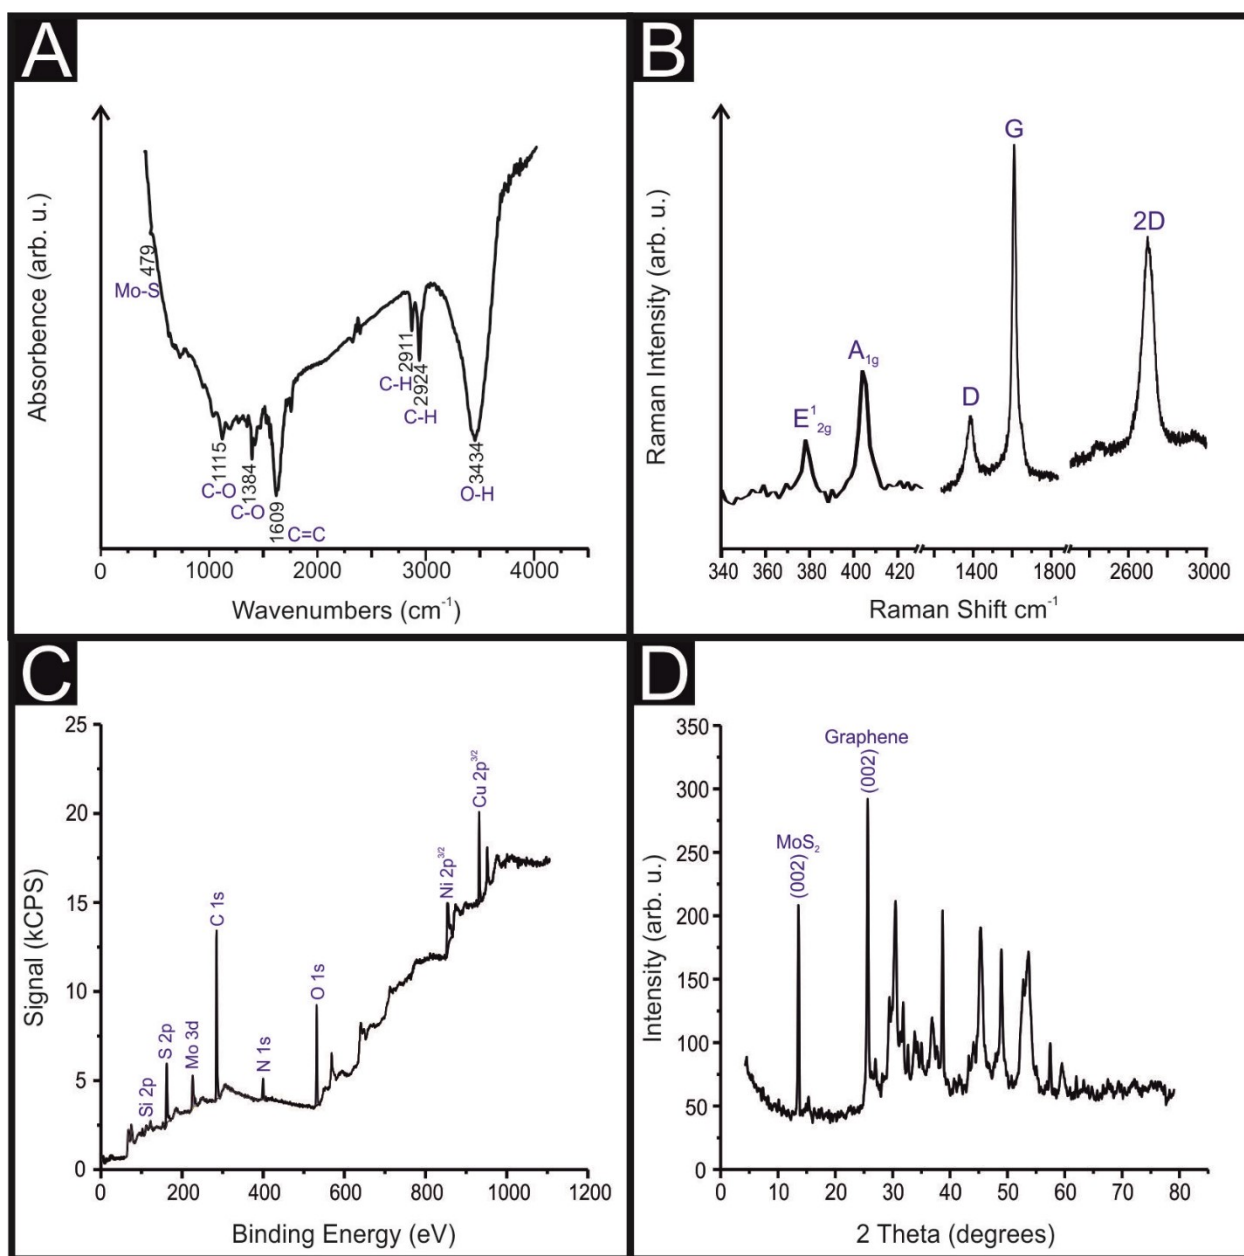 A
Absorbence (arb. u.)
479
Mo-S
1115
C-O
1384
C-O
1609
C=C
2911
C-H
2924
C-H
3434
O-H
0 1000 2000 3000 4000
Wavenumbers (cm⁻¹)
B
Raman Intensity (arb. u.)
E¹₂g
A₁g
D
G
2D
340 360 400 420 1400 1800 2600 3000
Raman Shift cm⁻¹
C
Signal (kCPS)
25
20
15
10
5
0
Si 2p
S 2p
Mo 3d
C 1s
N 1s
O 1s
Ni 2p³/²
Cu 2p³/²
0 200 400 600 800 1000 1200
Binding Energy (eV)
D
Intensity (arb. u.)
350
300
250
200
150
100
50
0
MoS₂
(002)
Graphene
(002)
0 10 20 30 40 50 60 70 80
2 Theta (degrees)